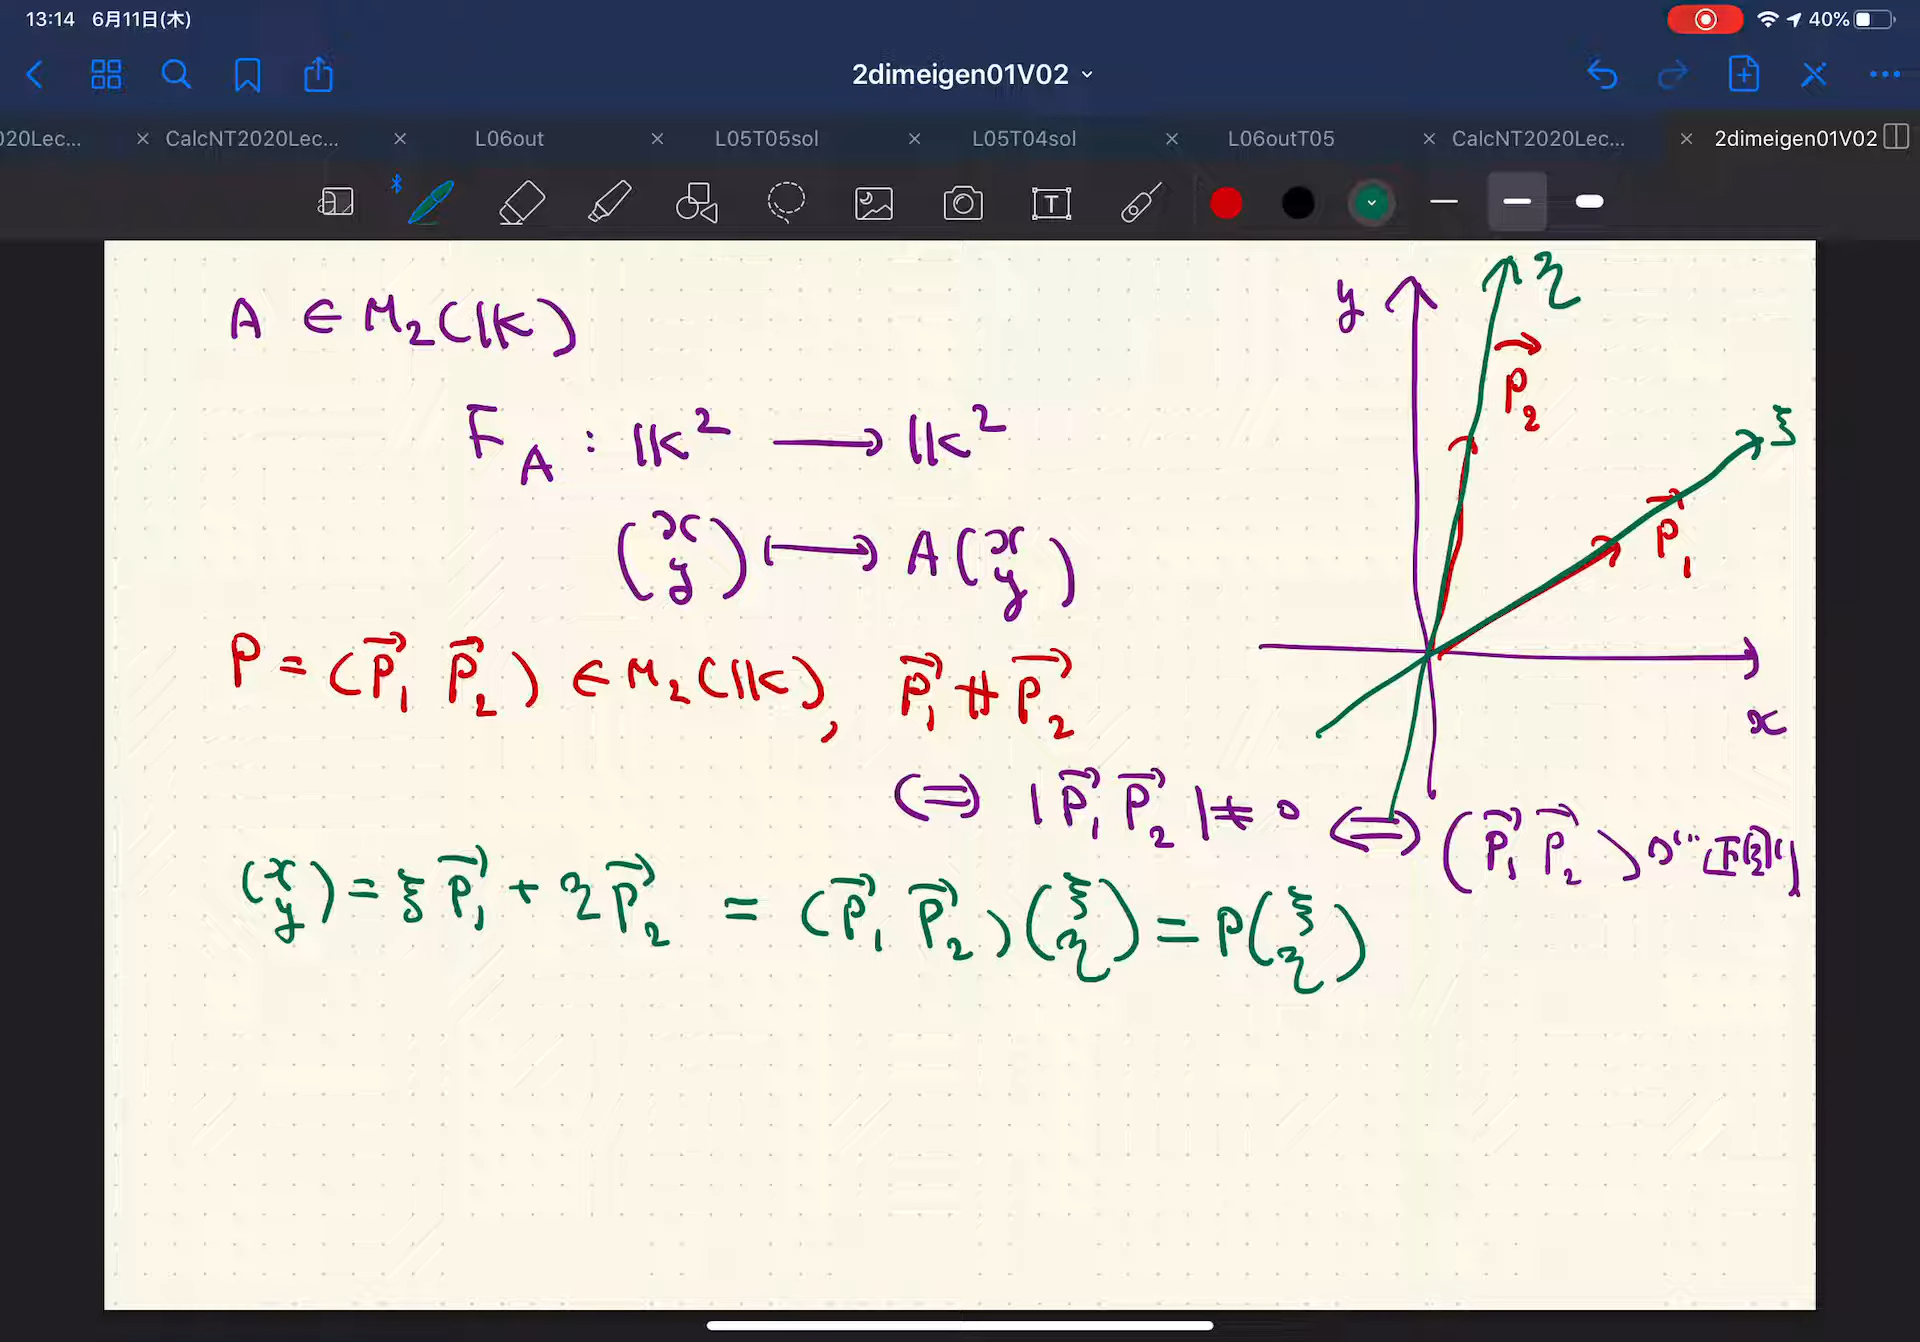 13:14 6月11日(木)
40%
2dimeigen01V02
020Lec... × CalcNT2020Lec... × L06out × L05T05sol × L05T04sol × L06outT05 × CalcNT2020Lec... × 2dimeigen01V02
A ∈ M₂(𝕂)
F_A : 𝕂² ⟶ 𝕂²
(x y) ⟼ A(x y)
P = (p⃗₁ p⃗₂) ∈ M₂(𝕂), p⃗₁ ∦ p⃗₂
⇔ |p⃗₁ p⃗₂| ≠ 0 ⇔ (p⃗₁ p⃗₂) が正則
(x y) = ξp⃗₁ + ηp⃗₂ = (p⃗₁ p⃗₂)(ξ η) = P(ξ η)
y
η
p⃗₂
ξ
p⃗₁
x